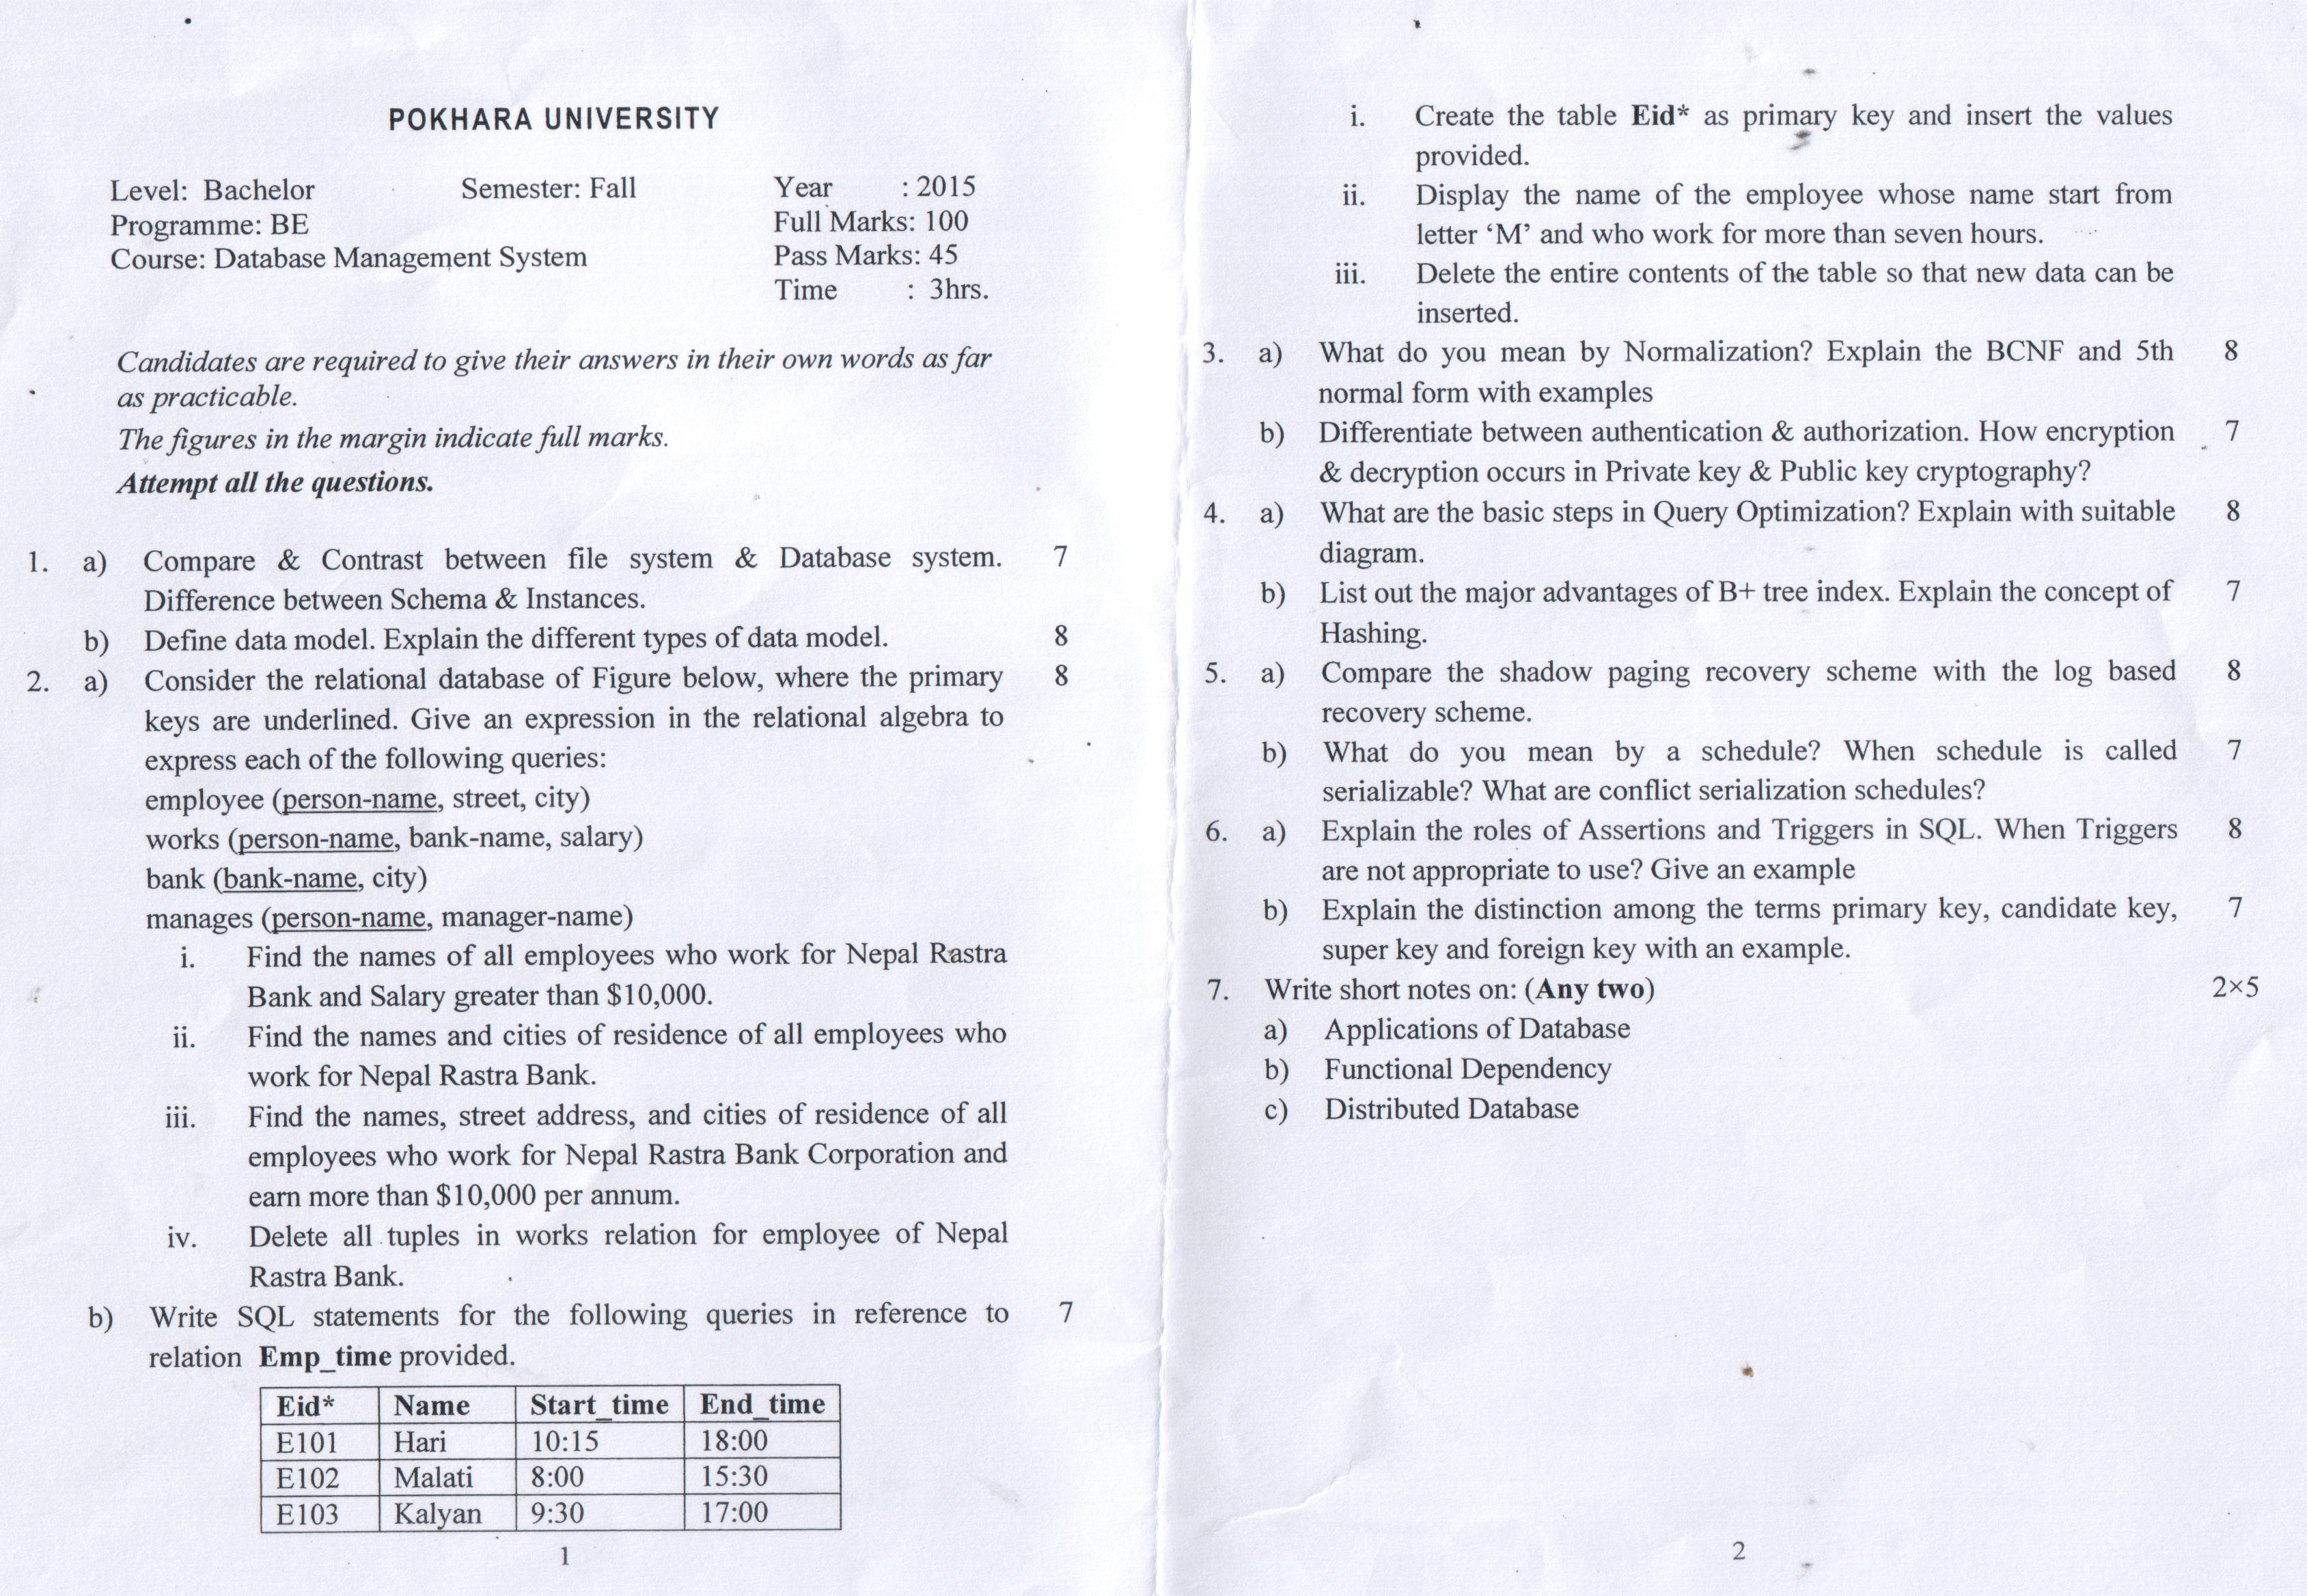 POKHARA UNIVERSITY
Level: Bachelor Semester: Fall Year : 2015
Programme: BE Full Marks: 100
Course: Database Management System Pass Marks: 45
Time : 3hrs.
Candidates are required to give their answers in their own words as far
as practicable.
The figures in the margin indicate full marks.
Attempt all the questions.
1. a) Compare & Contrast between file system & Database system. 7
Difference between Schema & Instances.
b) Define data model. Explain the different types of data model. 8
2. a) Consider the relational database of Figure below, where the primary 8
keys are underlined. Give an expression in the relational algebra to
express each of the following queries:
employee (person-name, street, city)
works (person-name, bank-name, salary)
bank (bank-name, city)
manages (person-name, manager-name)
i. Find the names of all employees who work for Nepal Rastra
Bank and Salary greater than $10,000.
ii. Find the names and cities of residence of all employees who
work for Nepal Rastra Bank.
iii. Find the names, street address, and cities of residence of all
employees who work for Nepal Rastra Bank Corporation and
earn more than $10,000 per annum.
iv. Delete all tuples in works relation for employee of Nepal
Rastra Bank.
b) Write SQL statements for the following queries in reference to 7
relation Emp_time provided.
Eid* Name Start_time End_time
E101 Hari 10:15 18:00
E102 Malati 8:00 15:30
E103 Kalyan 9:30 17:00
1
i. Create the table Eid* as primary key and insert the values
provided.
ii. Display the name of the employee whose name start from
letter ‘M’ and who work for more than seven hours.
iii. Delete the entire contents of the table so that new data can be
inserted.
3. a) What do you mean by Normalization? Explain the BCNF and 5th 8
normal form with examples
b) Differentiate between authentication & authorization. How encryption 7
& decryption occurs in Private key & Public key cryptography?
4. a) What are the basic steps in Query Optimization? Explain with suitable 8
diagram.
b) List out the major advantages of B+ tree index. Explain the concept of 7
Hashing.
5. a) Compare the shadow paging recovery scheme with the log based 8
recovery scheme.
b) What do you mean by a schedule? When schedule is called 7
serializable? What are conflict serialization schedules?
6. a) Explain the roles of Assertions and Triggers in SQL. When Triggers 8
are not appropriate to use? Give an example
b) Explain the distinction among the terms primary key, candidate key, 7
super key and foreign key with an example.
7. Write short notes on: (Any two) 2×5
a) Applications of Database
b) Functional Dependency
c) Distributed Database
2